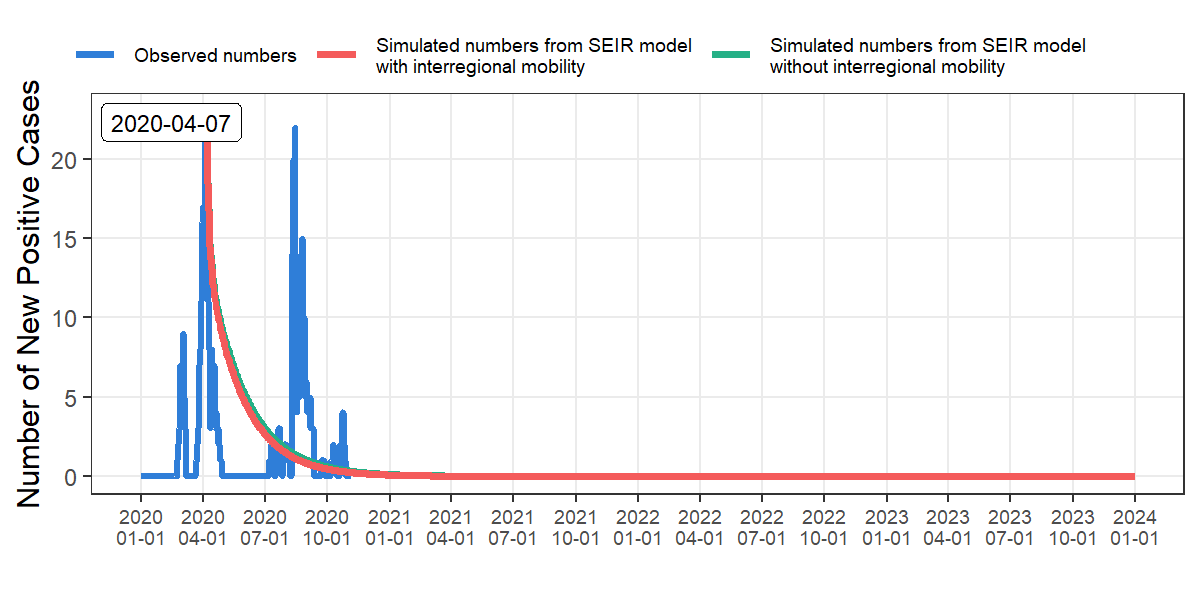 Observed numbers
Simulated numbers from SEIR model
with interregional mobility
Simulated numbers from SEIR model
without interregional mobility
Number of New Positive Cases
2020-04-07
20
15
10
5
0
2020 2020 2020 2020 2021 2021 2021 2021 2022 2022 2022 2022 2023 2023 2023 2023 2024
01-01 04-01 07-01 10-01 01-01 04-01 07-01 10-01 01-01 04-01 07-01 10-01 01-01 04-01 07-01 10-01 01-01